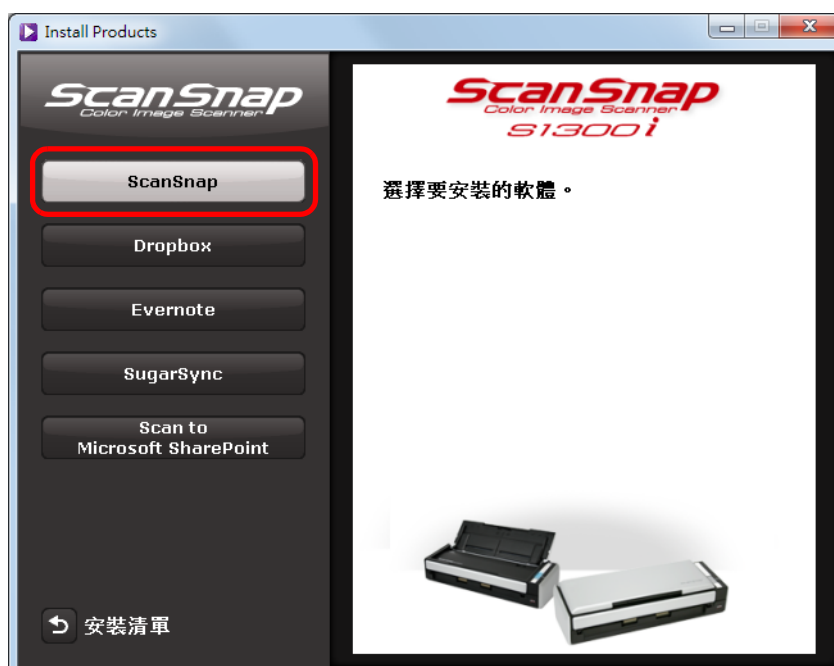 Install Products
ScanSnap
Color Image Scanner
ScanSnap
Dropbox
Evernote
SugarSync
Scan to
Microsoft SharePoint
安裝清單
ScanSnap
Color Image Scanner
S1300i
選擇要安裝的軟體。